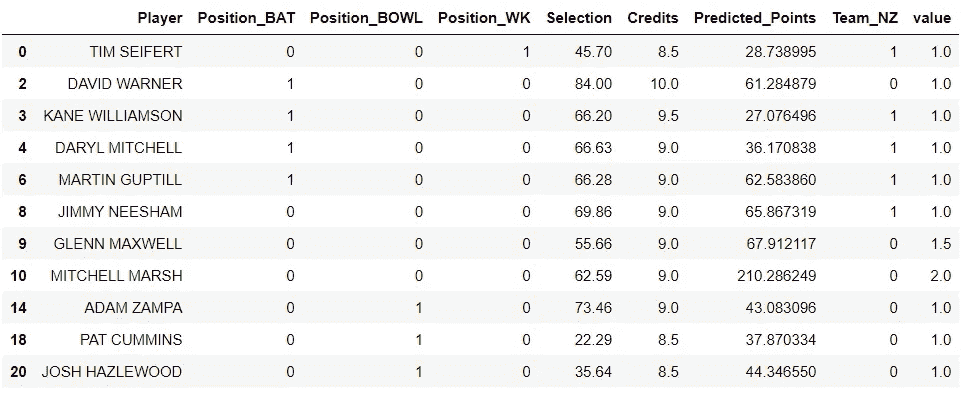 Player Position_BAT Position_BOWL Position_WK Selection Credits Predicted_Points Team_NZ value
0 TIM SEIFERT 0 0 1 45.70 8.5 28.738995 1 1.0
2 DAVID WARNER 1 0 0 84.00 10.0 61.284879 0 1.0
3 KANE WILLIAMSON 1 0 0 66.20 9.5 27.076496 1 1.0
4 DARYL MITCHELL 1 0 0 66.63 9.0 36.170838 1 1.0
6 MARTIN GUPTILL 1 0 0 66.28 9.0 62.583860 1 1.0
8 JIMMY NEESHAM 0 0 0 69.86 9.0 65.867319 1 1.0
9 GLENN MAXWELL 0 0 0 55.66 9.0 67.912117 0 1.5
10 MITCHELL MARSH 0 0 0 62.59 9.0 210.286249 0 2.0
14 ADAM ZAMPA 0 1 0 73.46 9.0 43.083096 0 1.0
18 PAT CUMMINS 0 1 0 22.29 8.5 37.870334 0 1.0
20 JOSH HAZLEWOOD 0 1 0 35.64 8.5 44.346550 0 1.0